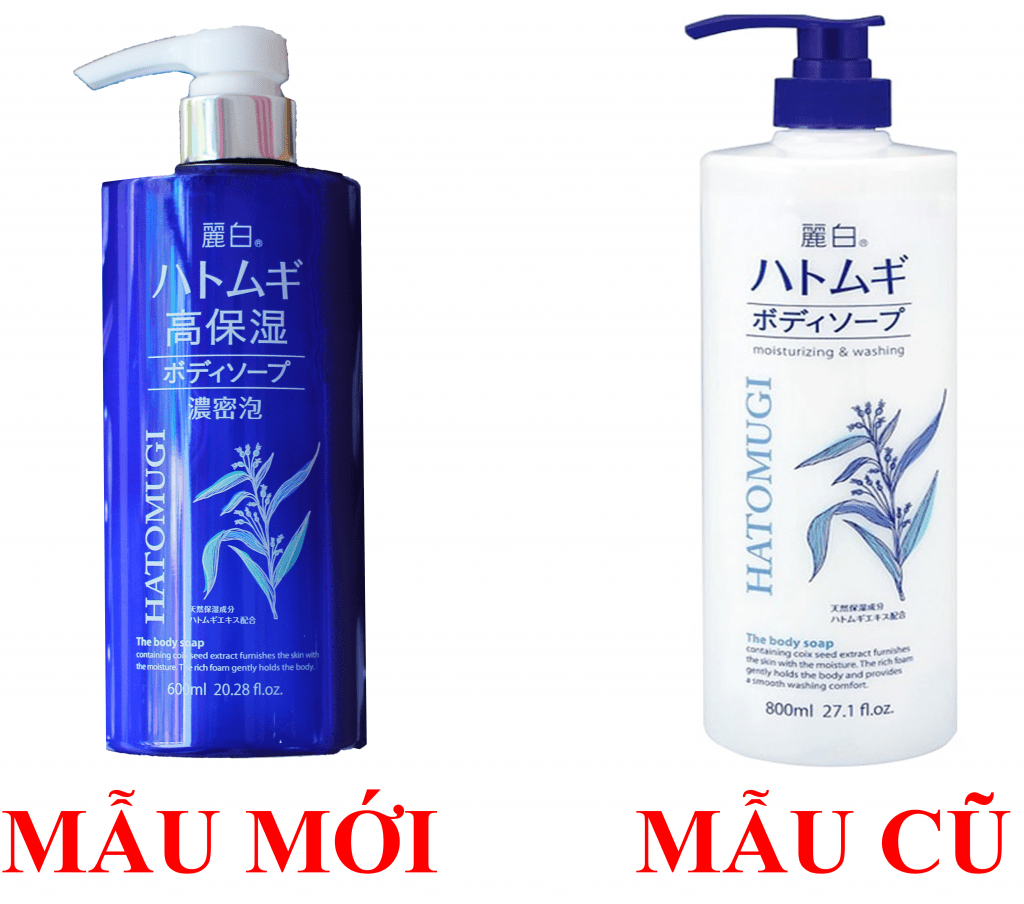 麗白®
ハトムギ
高保湿
ボディソープ
濃密泡
HATOMUGI
天然保湿成分
ハトムギエキス配合
The body soap
containing coix seed extract furnishes the skin with
the moisture. The rich foam gently holds the body.
600ml 20.28 fl.oz.
MẪU MỚI
麗白®
ハトムギ
ボディソープ
moisturizing & washing
HATOMUGI
天然保湿成分
ハトムギエキス配合
The body soap
containing coix seed extract furnishes
the skin with the moisture. The rich foam
gently holds the body and provides
a smooth washing comfort.
800ml 27.1 fl.oz.
MẪU CŨ